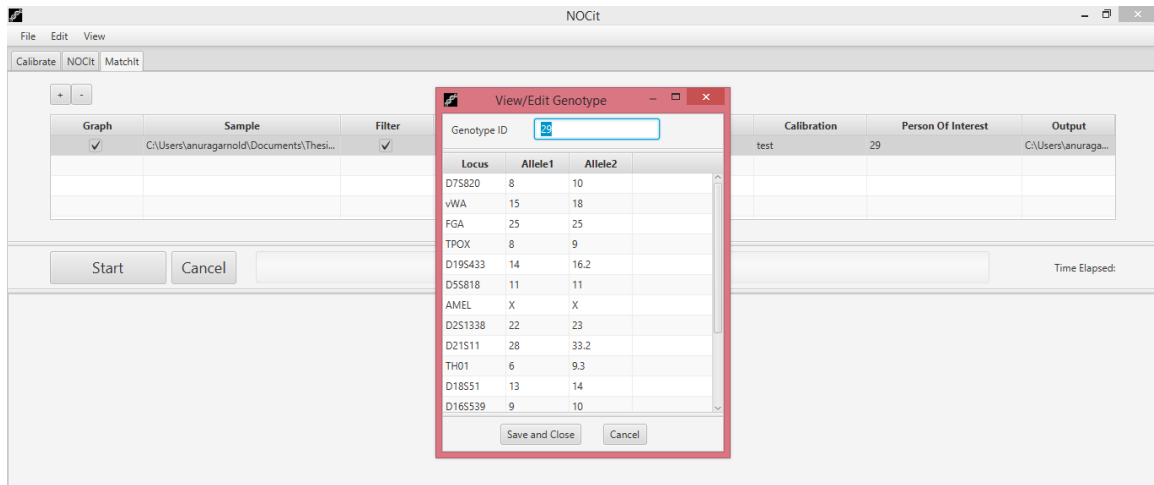 NOCit
File Edit View
Calibrate NOCIt MatchIt
+ -
Graph Sample Filter Calibration Person Of Interest Output
C:\Users\anuragarnold\Documents\Thesi... test 29 C:\Users\anuraga...
Start Cancel Time Elapsed:
View/Edit Genotype
Genotype ID 29
Locus Allele1 Allele2
D7S820 8 10
vWA 15 18
FGA 25 25
TPOX 8 9
D19S433 14 16.2
D5S818 11 11
AMEL X X
D2S1338 22 23
D21S11 28 33.2
TH01 6 9.3
D18S51 13 14
D16S539 9 10
Save and Close Cancel